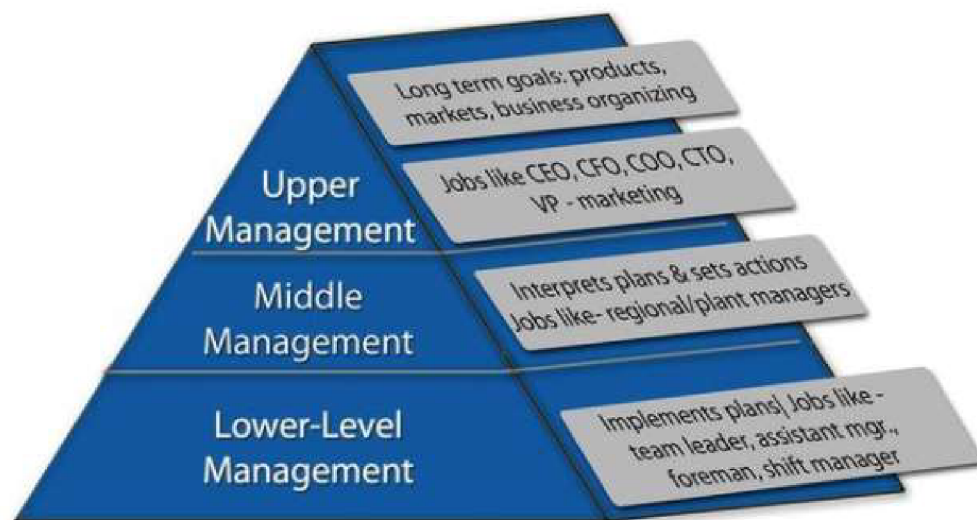 Long term goals: products,
markets, business organizing
Upper
Management
Jobs like CEO, CFO, COO, CTO,
VP - marketing
Middle
Management
Interprets plans & sets actions
Jobs like- regional/plant managers
Lower-Level
Management
Implements plans| Jobs like -
team leader, assistant mgr.,
foreman, shift manager